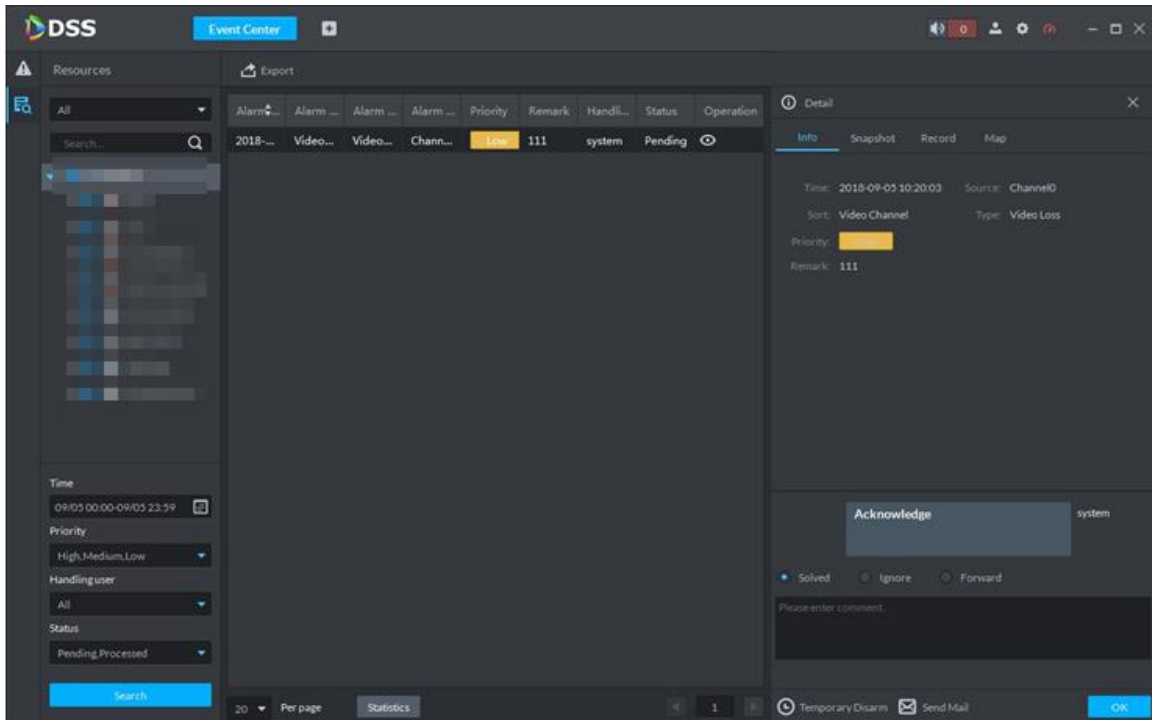 DSS
Event Center
0
Resources
Export
All
Search...
Alarm... Alarm ... Alarm ... Alarm ... Priority Remark Handli... Status Operation
2018-... Video... Video... Chann... Low 111 system Pending
Detail
Info Snapshot Record Map
Time: 2018-09-05 10:20:03 Source: Channel0
Sort: Video Channel Type: Video Loss
Priority:
Remark: 111
Time
09/05 00:00-09/05 23:59
Priority
High,Medium,Low
Handling user
All
Status
Pending,Processed
Search
20 Per page Statistics 1
Acknowledge system
Solved Ignore Forward
Please enter comment.
Temporary Disarm Send Mail OK